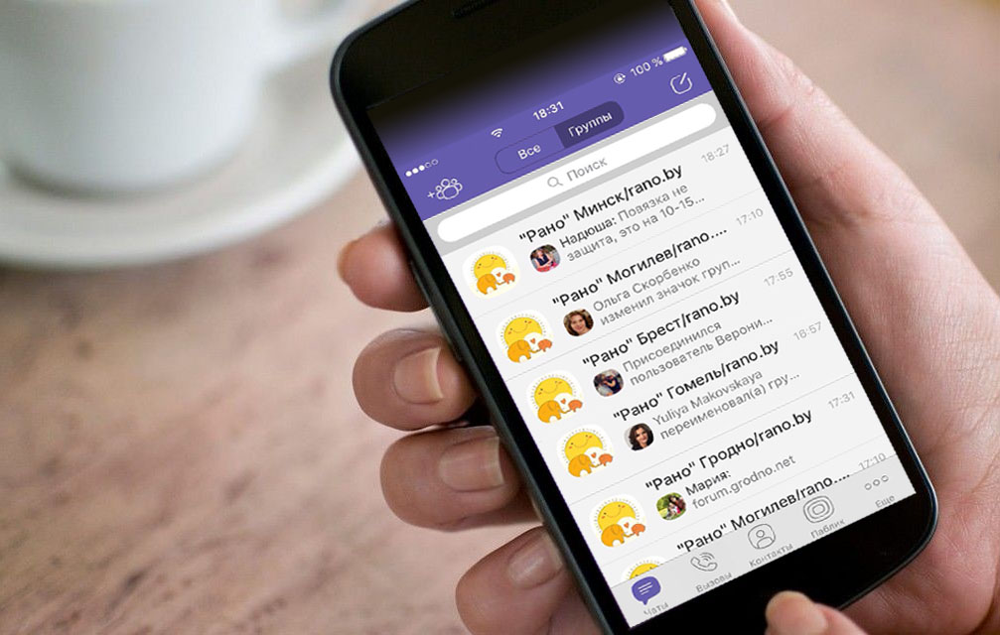 100 %
18:31
Все Группы
Поиск
"Рано" Минск/rano.by 18:27
Надюша: Повязка не
защита, это на 10-15...
"Рано" Могилев/rano.... 17:10
Ольга Скорбенко
изменил значок груп...
"Рано" Брест/rano.by 17:55
Присоединился
пользователь Верони...
"Рано" Гомель/rano.by 16:57
Yuliya Makovskaya
переименовал(а) гру...
"Рано" Гродно/rano.by 17:31
Мария:
forum.grodno.net
"Рано" Могилев/rano.... 17:10
Чаты Вызовы Контакты Паблик Еще